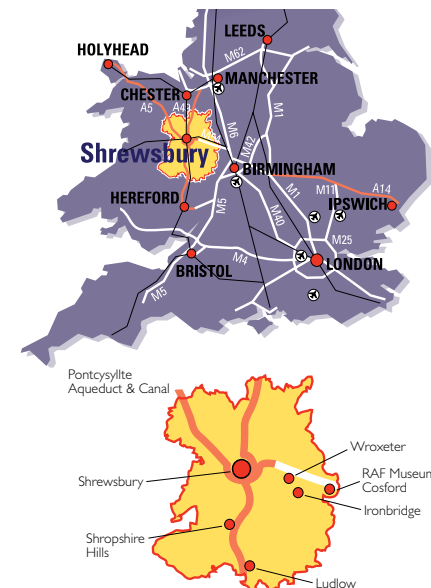 LEEDS
HOLYHEAD
M62
MANCHESTER
CHESTER
A5
A49
M1
M6
Shrewsbury
M42
BIRMINGHAM
M11
A14
M1
HEREFORD
IPSWICH
M5
M40
M25
M4
LONDON
BRISTOL
M5
Pontcysyllte
Aqueduct & Canal
Wroxeter
RAF Museum
Cosford
Shrewsbury
Ironbridge
Shropshire
Hills
Ludlow